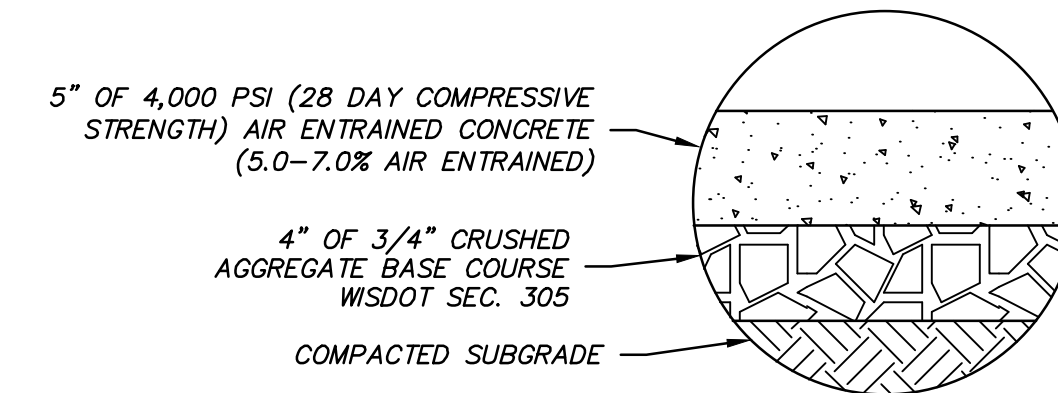 5" OF 4,000 PSI (28 DAY COMPRESSIVE
STRENGTH) AIR ENTRAINED CONCRETE
(5.0-7.0% AIR ENTRAINED)
4" OF 3/4" CRUSHED
AGGREGATE BASE COURSE
WISDOT SEC. 305
COMPACTED SUBGRADE